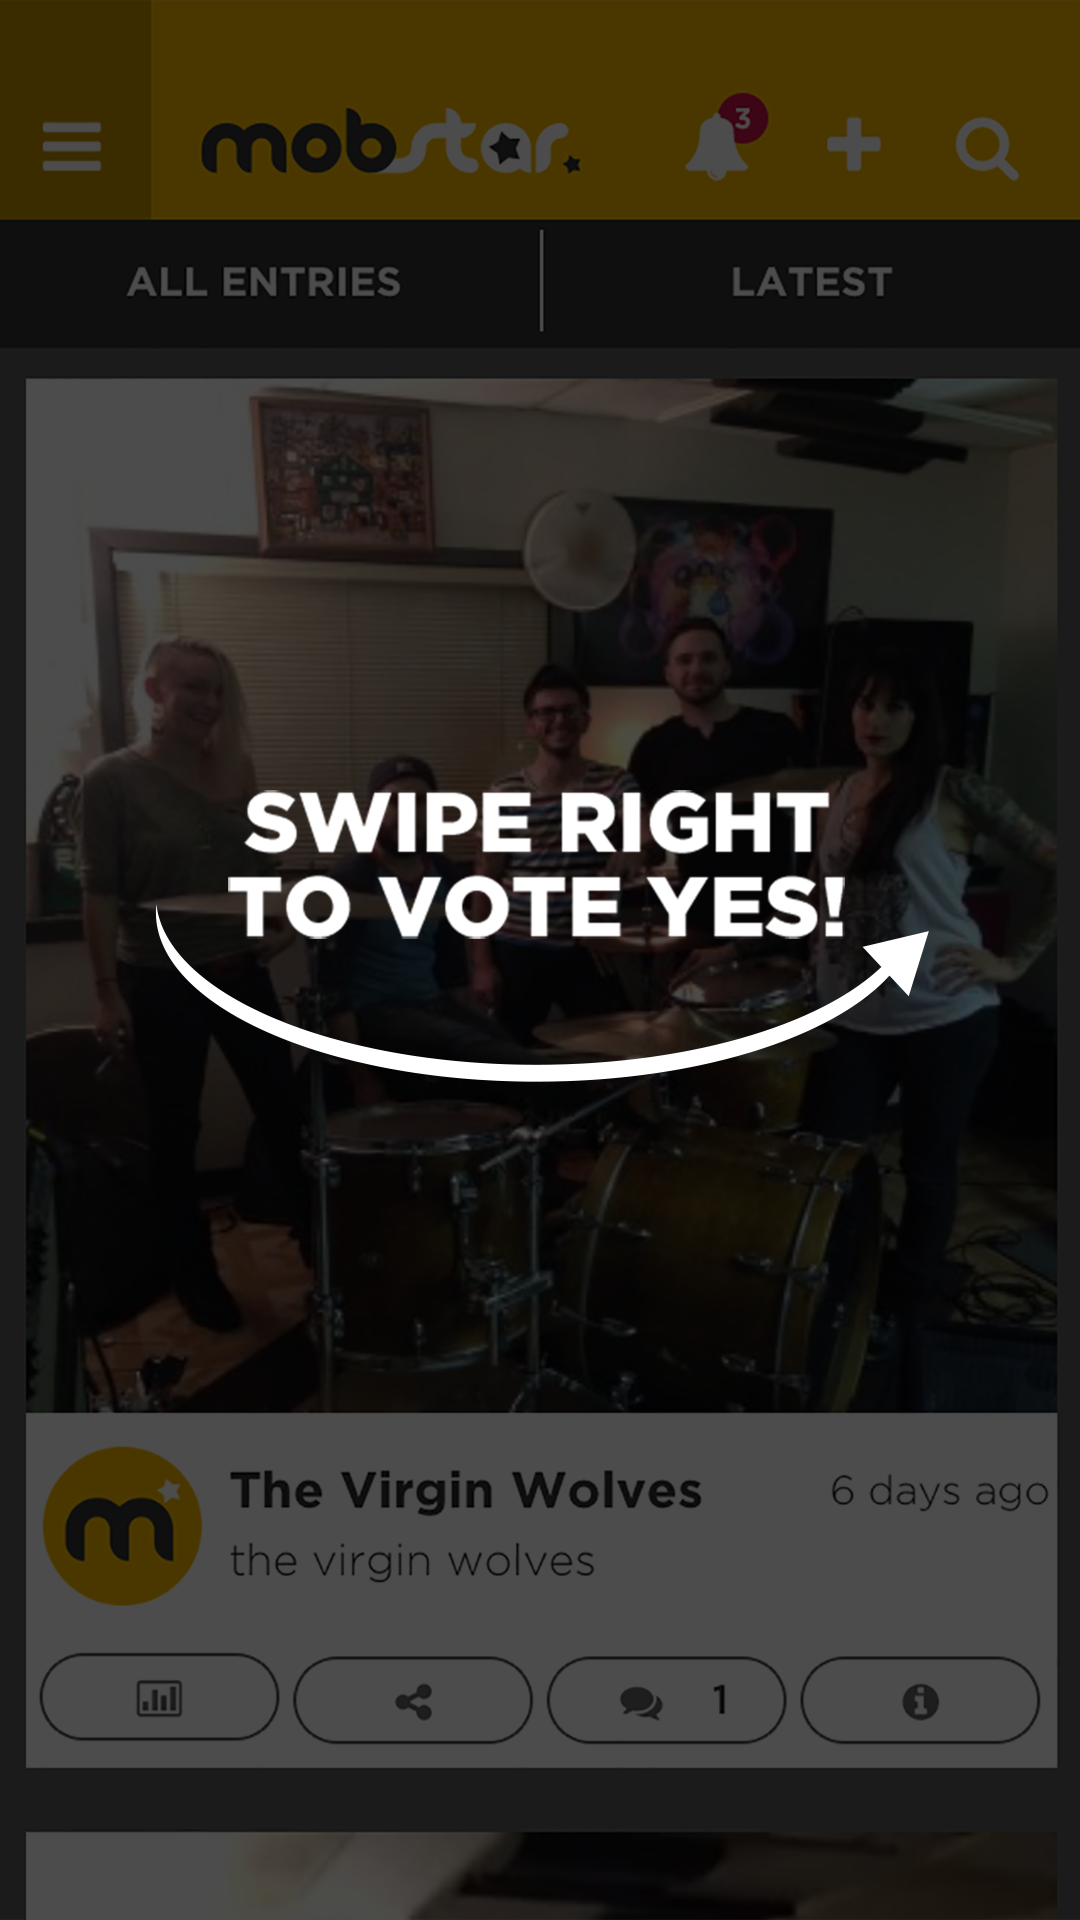 mobstar.
3
ALL ENTRIES
LATEST
SWIPE RIGHT
TO VOTE YES!
The Virgin Wolves
6 days ago
the virgin wolves
m
1